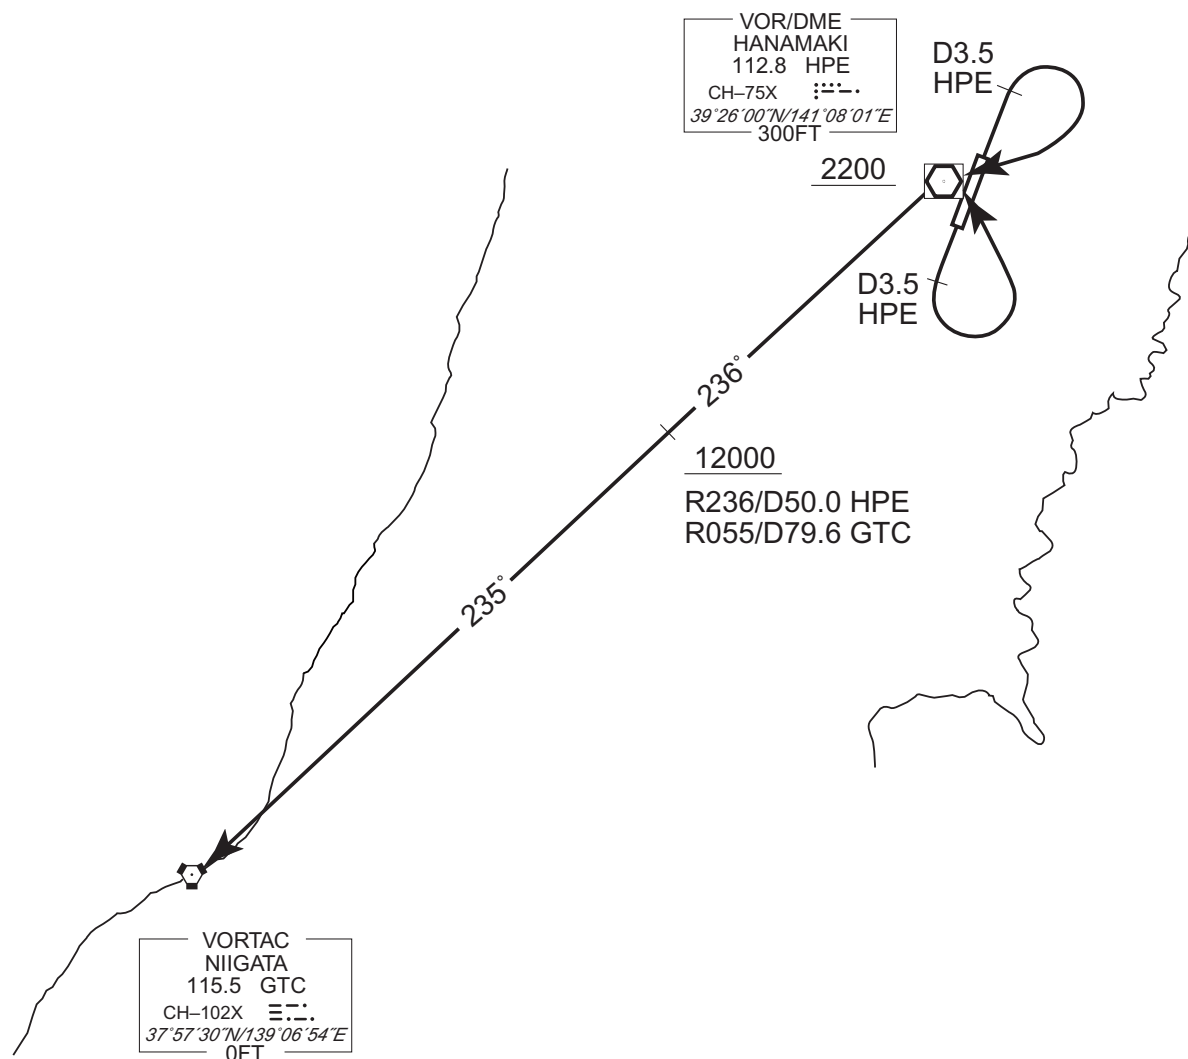 VOR/DME
HANAMAKI
112.8 HPE
CH–75X
39°26′00″N/141°08′01″E
300FT
D3.5
HPE
2200
D3.5
HPE
236°
12000
R236/D50.0 HPE
R055/D79.6 GTC
235°
VORTAC
NIIGATA
115.5 GTC
CH–102X
37°57′30″N/139°06′54″E
0FT